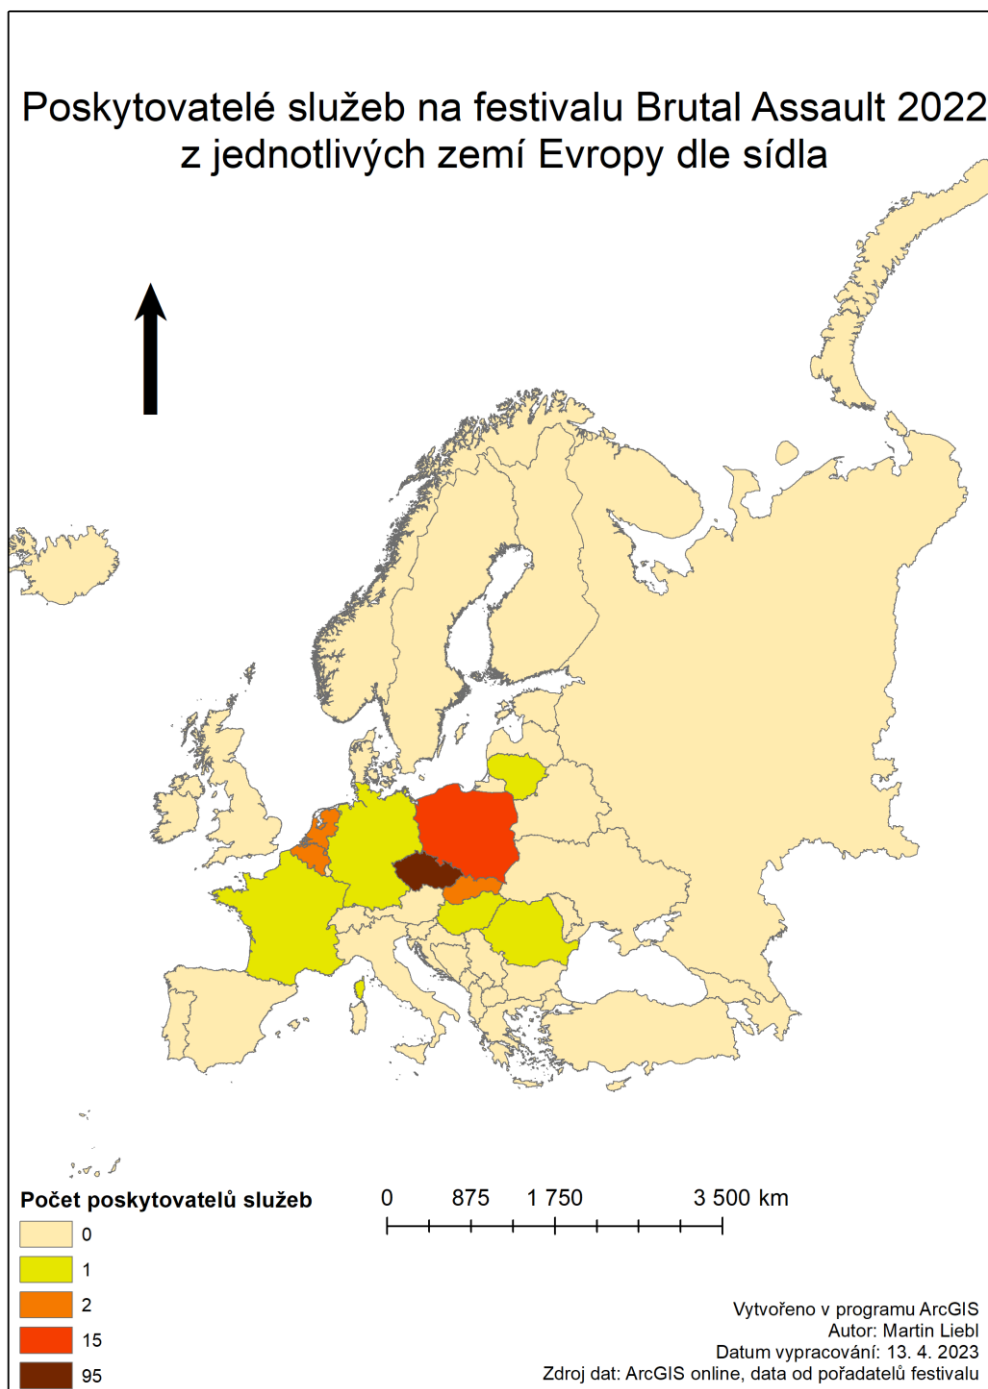 Poskytovatelé služeb na festivalu Brutal Assault 2022
z jednotlivých zemí Evropy dle sídla
Počet poskytovatelů služeb
0
1
2
15
95
0 875 1 750 3 500 km
Vytvořeno v programu ArcGIS
Autor: Martin Liebl
Datum vypracování: 13. 4. 2023
Zdroj dat: ArcGIS online, data od pořadatelů festivalu